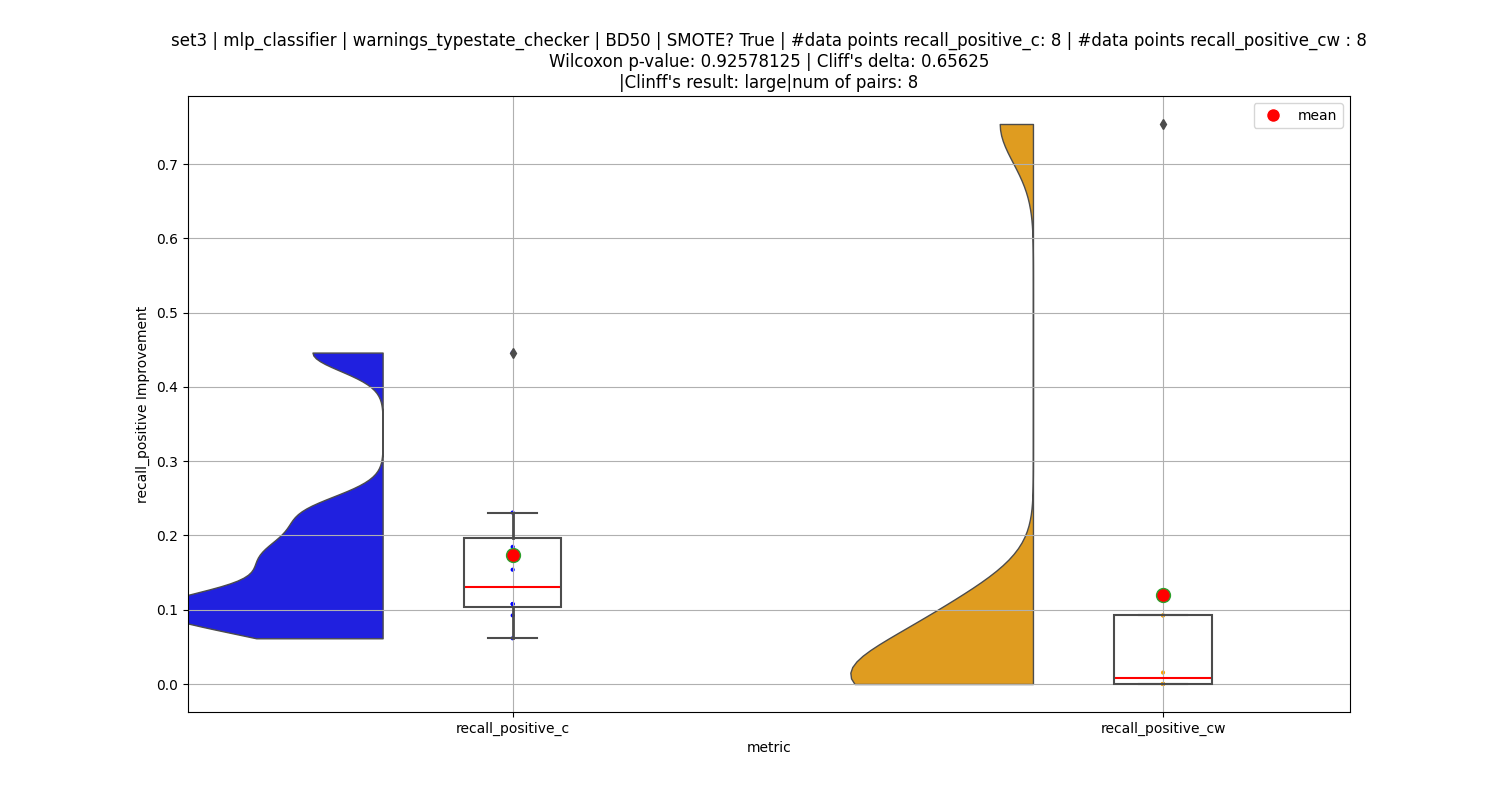 set3 | mlp_classifier | warnings_typestate_checker | BD50 | SMOTE? True | #data points recall_positive_c: 8 | #data points recall_positive_cw : 8
Wilcoxon p-value: 0.92578125 | Cliff's delta: 0.65625
|Clinff's result: large|num of pairs: 8
mean
0.7
0.6
0.5
0.4
0.3
0.2
0.1
0.0
recall_positive Improvement
recall_positive_c
recall_positive_cw
metric